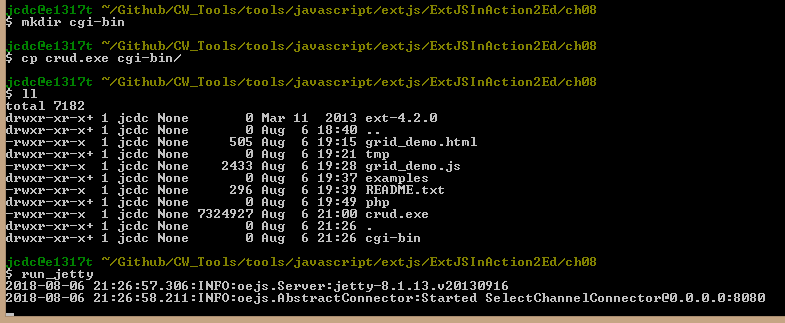 jcdc@e1317t ~/Github/CW_Tools/tools/javascript/extjs/ExtJSInAction2Ed/ch08
$ mkdir cgi-bin
jcdc@e1317t ~/Github/CW_Tools/tools/javascript/extjs/ExtJSInAction2Ed/ch08
$ cp crud.exe cgi-bin/
jcdc@e1317t ~/Github/CW_Tools/tools/javascript/extjs/ExtJSInAction2Ed/ch08
$ ll
total 7182
drwxr-xr-x+ 1 jcdc None       0 Mar 11  2013 ext-4.2.0
drwxr-xr-x+ 1 jcdc None       0 Aug  6 18:40 ..
-rwxr-xr-x  1 jcdc None     505 Aug  6 19:15 grid_demo.html
drwxr-xr-x+ 1 jcdc None       0 Aug  6 19:21 tmp
-rwxr-xr-x  1 jcdc None    2433 Aug  6 19:28 grid_demo.js
drwxr-xr-x+ 1 jcdc None       0 Aug  6 19:37 examples
-rwxr-xr-x  1 jcdc None     296 Aug  6 19:39 README.txt
drwxr-xr-x+ 1 jcdc None       0 Aug  6 19:49 php
-rwxr-xr-x  1 jcdc None 7324927 Aug  6 21:00 crud.exe
drwxr-xr-x+ 1 jcdc None       0 Aug  6 21:26 .
drwxr-xr-x+ 1 jcdc None       0 Aug  6 21:26 cgi-bin
jcdc@e1317t ~/Github/CW_Tools/tools/javascript/extjs/ExtJSInAction2Ed/ch08
$ run_jetty
2018-08-06 21:26:57.306:INFO:oejs.Server:jetty-8.1.13.v20130916
2018-08-06 21:26:58.211:INFO:oejs.AbstractConnector:Started SelectChannelConnector@0.0.0.0:8080